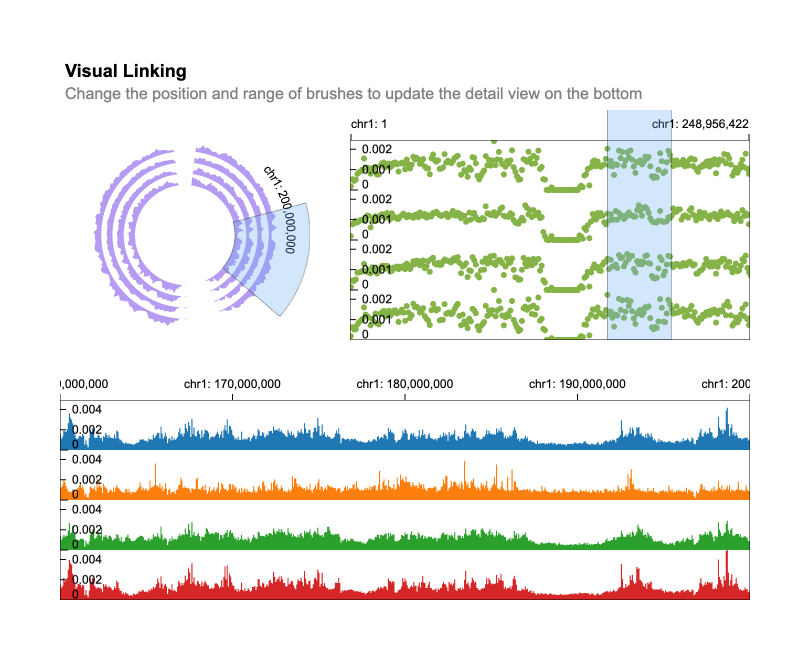 Visual Linking
Change the position and range of brushes to update the detail view on the bottom
chr1: 200,000,000
chr1: 1
chr1: 248,956,422
0.002
0.001
0
0.002
0.001
0
0.002
0.001
0
0.002
0.001
0
),000,000
chr1: 170,000,000
chr1: 180,000,000
chr1: 190,000,000
chr1: 200
0.004
0.002
0
0.004
0.002
0
0.004
0.002
0
0.004
0.002
0